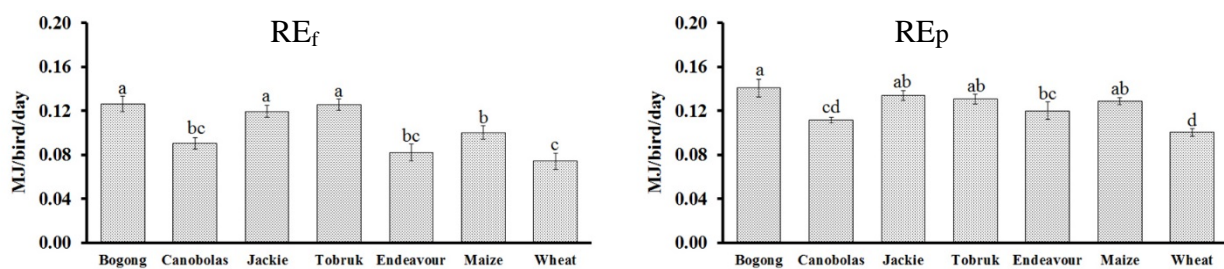 REf
MJ/bird/day
0.20
0.16
0.12
0.08
0.04
0.00
a
bc
a
a
bc
b
c
Bogong Canobolas Jackie Tobruk Endeavour Maize Wheat
REp
MJ/bird/day
0.20
0.16
0.12
0.08
0.04
0.00
a
cd
ab
ab
bc
ab
d
Bogong Canobolas Jackie Tobruk Endeavour Maize Wheat